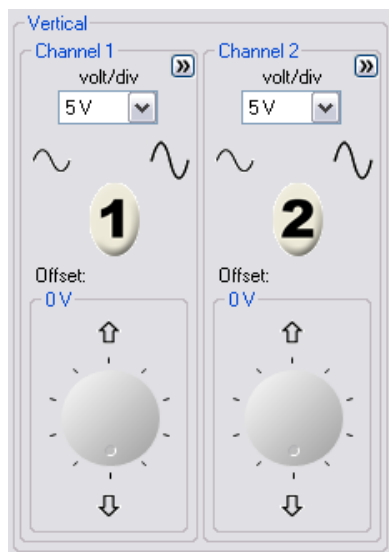 Vertical
Channel 1
volt/div
5 V
1
Offset:
0 V
Channel 2
volt/div
5 V
2
Offset:
0 V